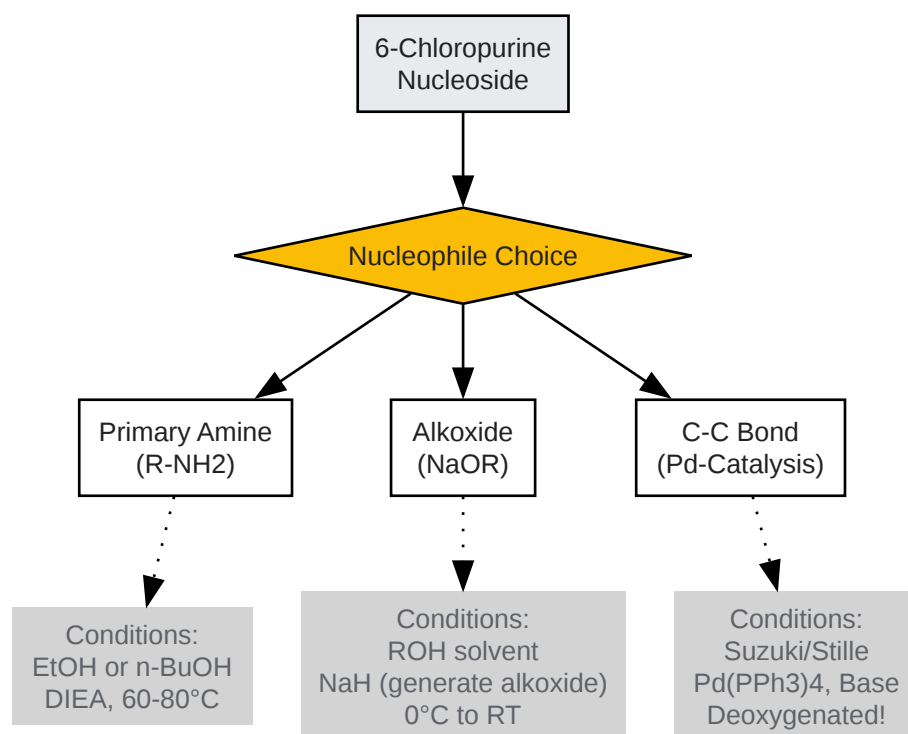 6-Chloropurine
Nucleoside
Nucleophile Choice
Primary Amine
(R-NH2)
Alkoxide
(NaOR)
C-C Bond
(Pd-Catalysis)
Conditions:
EtOH or n-BuOH
DIEA, 60-80°C
Conditions:
ROH solvent
NaH (generate alkoxide)
0°C to RT
Conditions:
Suzuki/Stille
Pd(PPh3)4, Base
Deoxygenated!